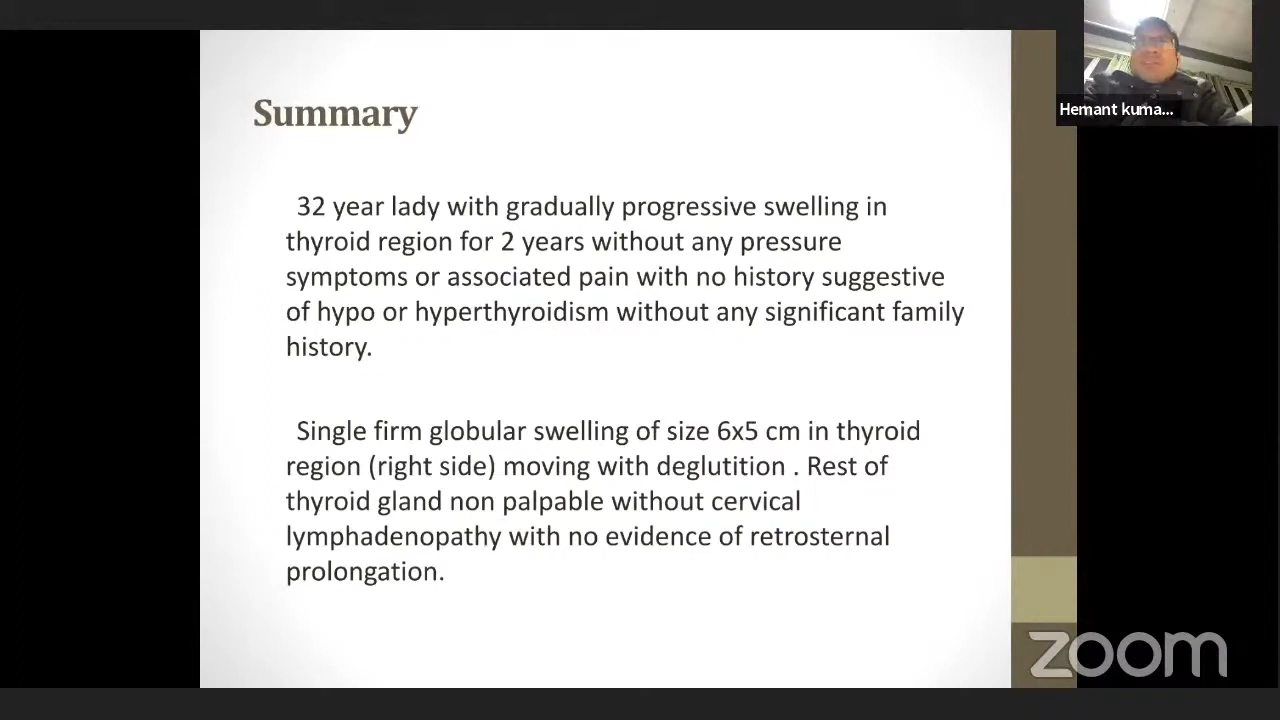 Summary
32 year lady with gradually progressive swelling in
thyroid region for 2 years without any pressure
symptoms or associated pain with no history suggestive
of hypo or hyperthyroidism without any significant family
history.
Single firm globular swelling of size 6x5 cm in thyroid
region (right side) moving with deglutition . Rest of
thyroid gland non palpable without cervical
lymphadenopathy with no evidence of retrosternal
prolongation.
Hemant kuma...
zoom